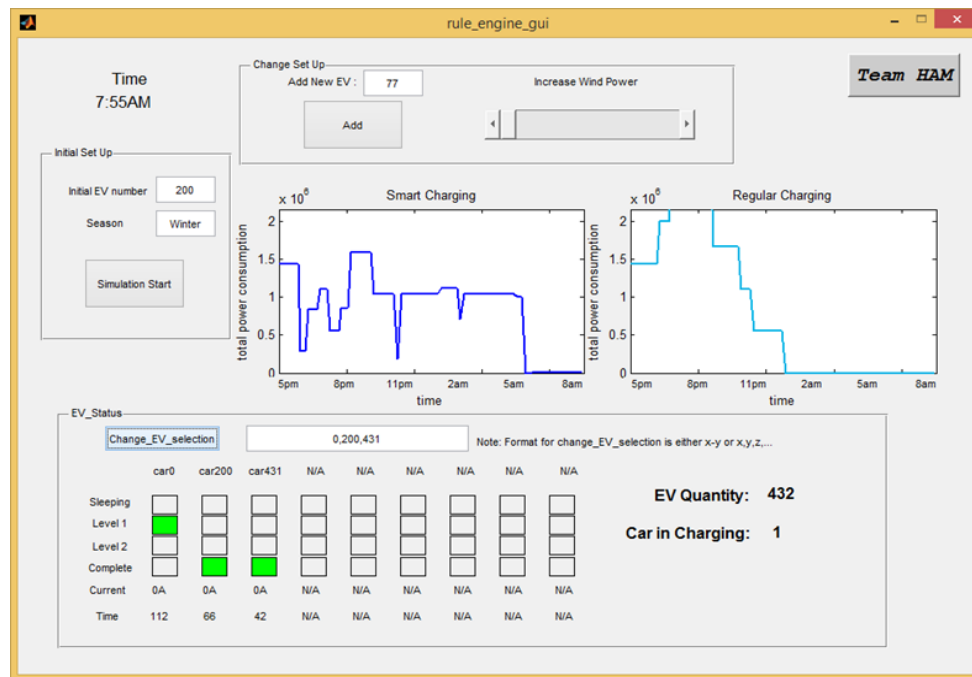 rule_engine_gui
Time
7:55AM
Change Set Up
Add New EV : 77
Increase Wind Power
Add
Team HAM
Initial Set Up
Initial EV number 200
Season Winter
Simulation Start
x 10^6 Smart Charging
2
1.5
1
0.5
0
total power consumption
5pm 8pm 11pm 2am 5am 8am
time
x 10^6 Regular Charging
2
1.5
1
0.5
0
total power consumption
5pm 8pm 11pm 2am 5am 8am
time
EV_Status
Change_EV_selection 0,200,431 Note: Format for change_EV_selection is either x-y or x,y,z,...
car0 car200 car431 N/A N/A N/A N/A N/A N/A
Sleeping
Level 1
Level 2
Complete
Current 0A 0A 0A N/A N/A N/A N/A N/A N/A
Time 112 66 42 N/A N/A N/A N/A N/A N/A
EV Quantity: 432
Car in Charging: 1